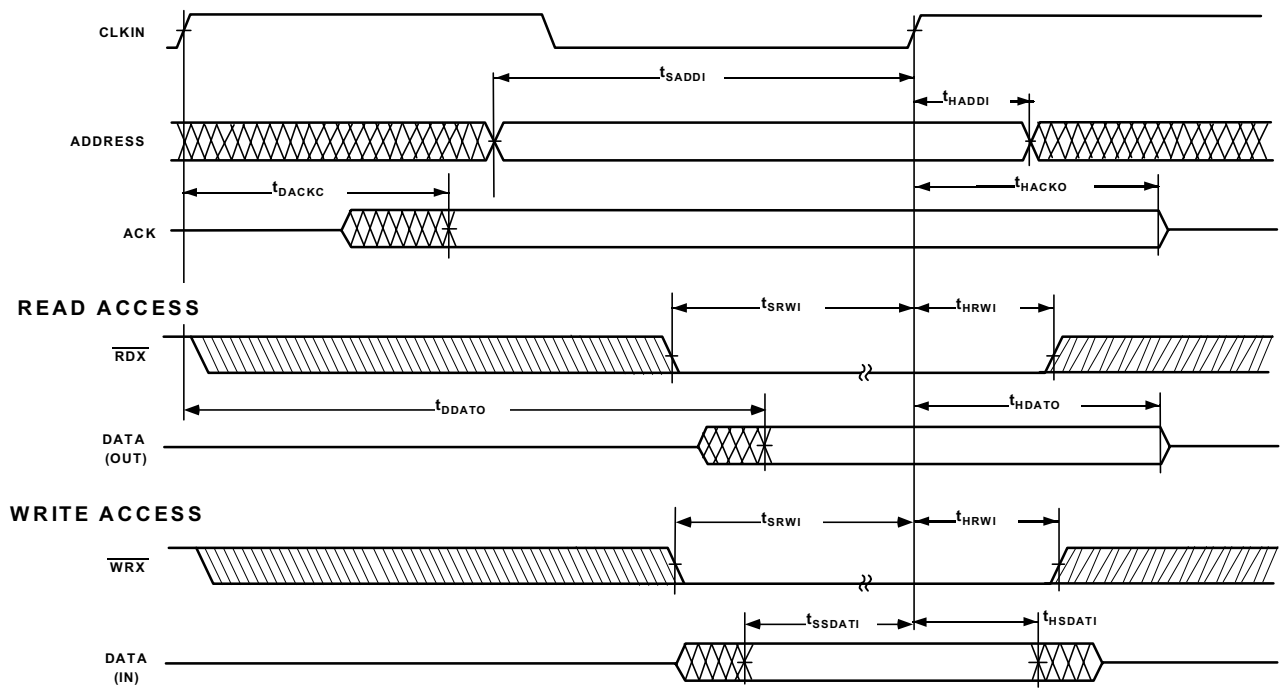 CLKIN
tSADDI
tHADDI
ADDRESS
tDACKC
tHACKO
ACK
READ ACCESS
tSRWI
tHRWI
RDX
tDDATO
tHDATO
DATA
(OUT)
WRITE ACCESS
tSRWI
tHRWI
WRX
tSSDATI
tHSDATI
DATA
(IN)